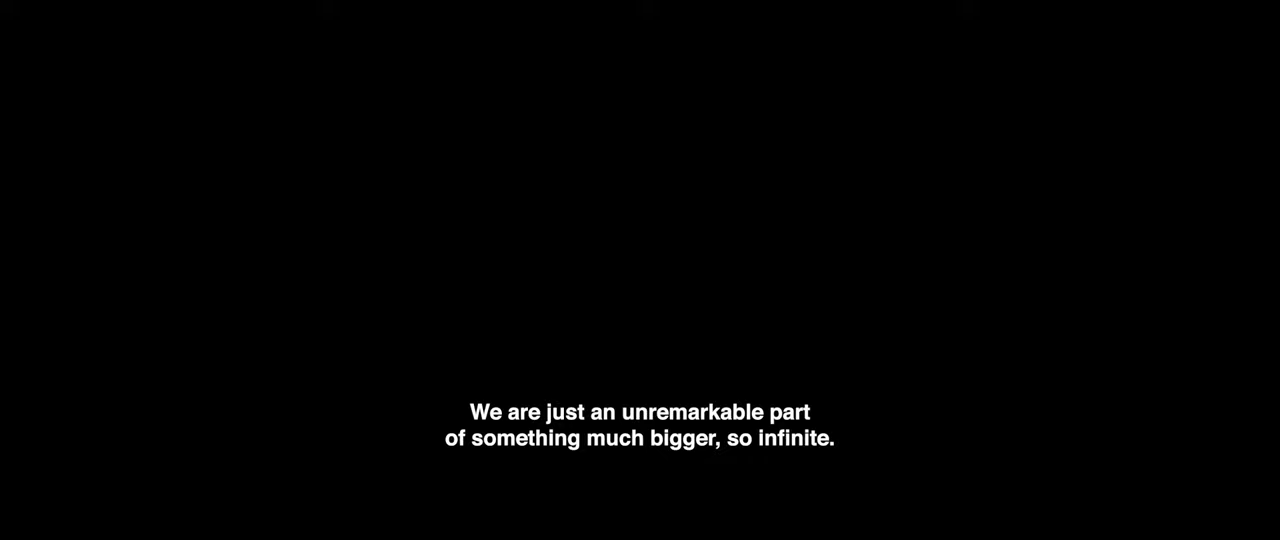 We are just an unremarkable part
of something much bigger, so infinite.